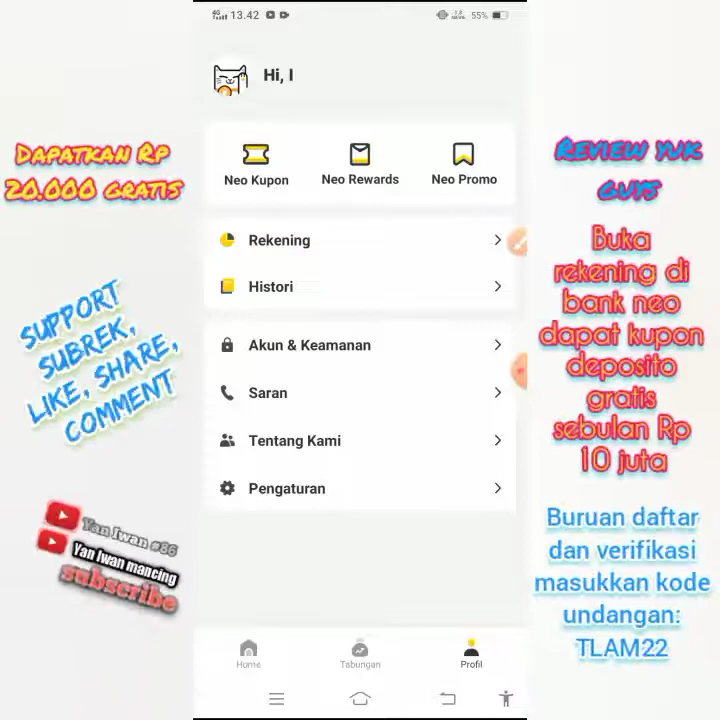 4G 13.42
55%
Hi, I
DAPATKAN RP
20.000 GRATIS
REVIEW YUK
GUYS
Neo Kupon
Neo Rewards
Neo Promo
Buka
rekening di
bank neo
dapat kupon
deposito
gratis
sebulan Rp
10 juta
Rekening
Histori
SUPPORT
SUBREK,
LIKE, SHARE,
COMMENT
Akun & Keamanan
Saran
Tentang Kami
Pengaturan
Yan Iwan #86
Yan Iwan mancing
subscribe
Buruan daftar
dan verifikasi
masukkan kode
undangan:
TLAM22
Home
Tabungan
Profil